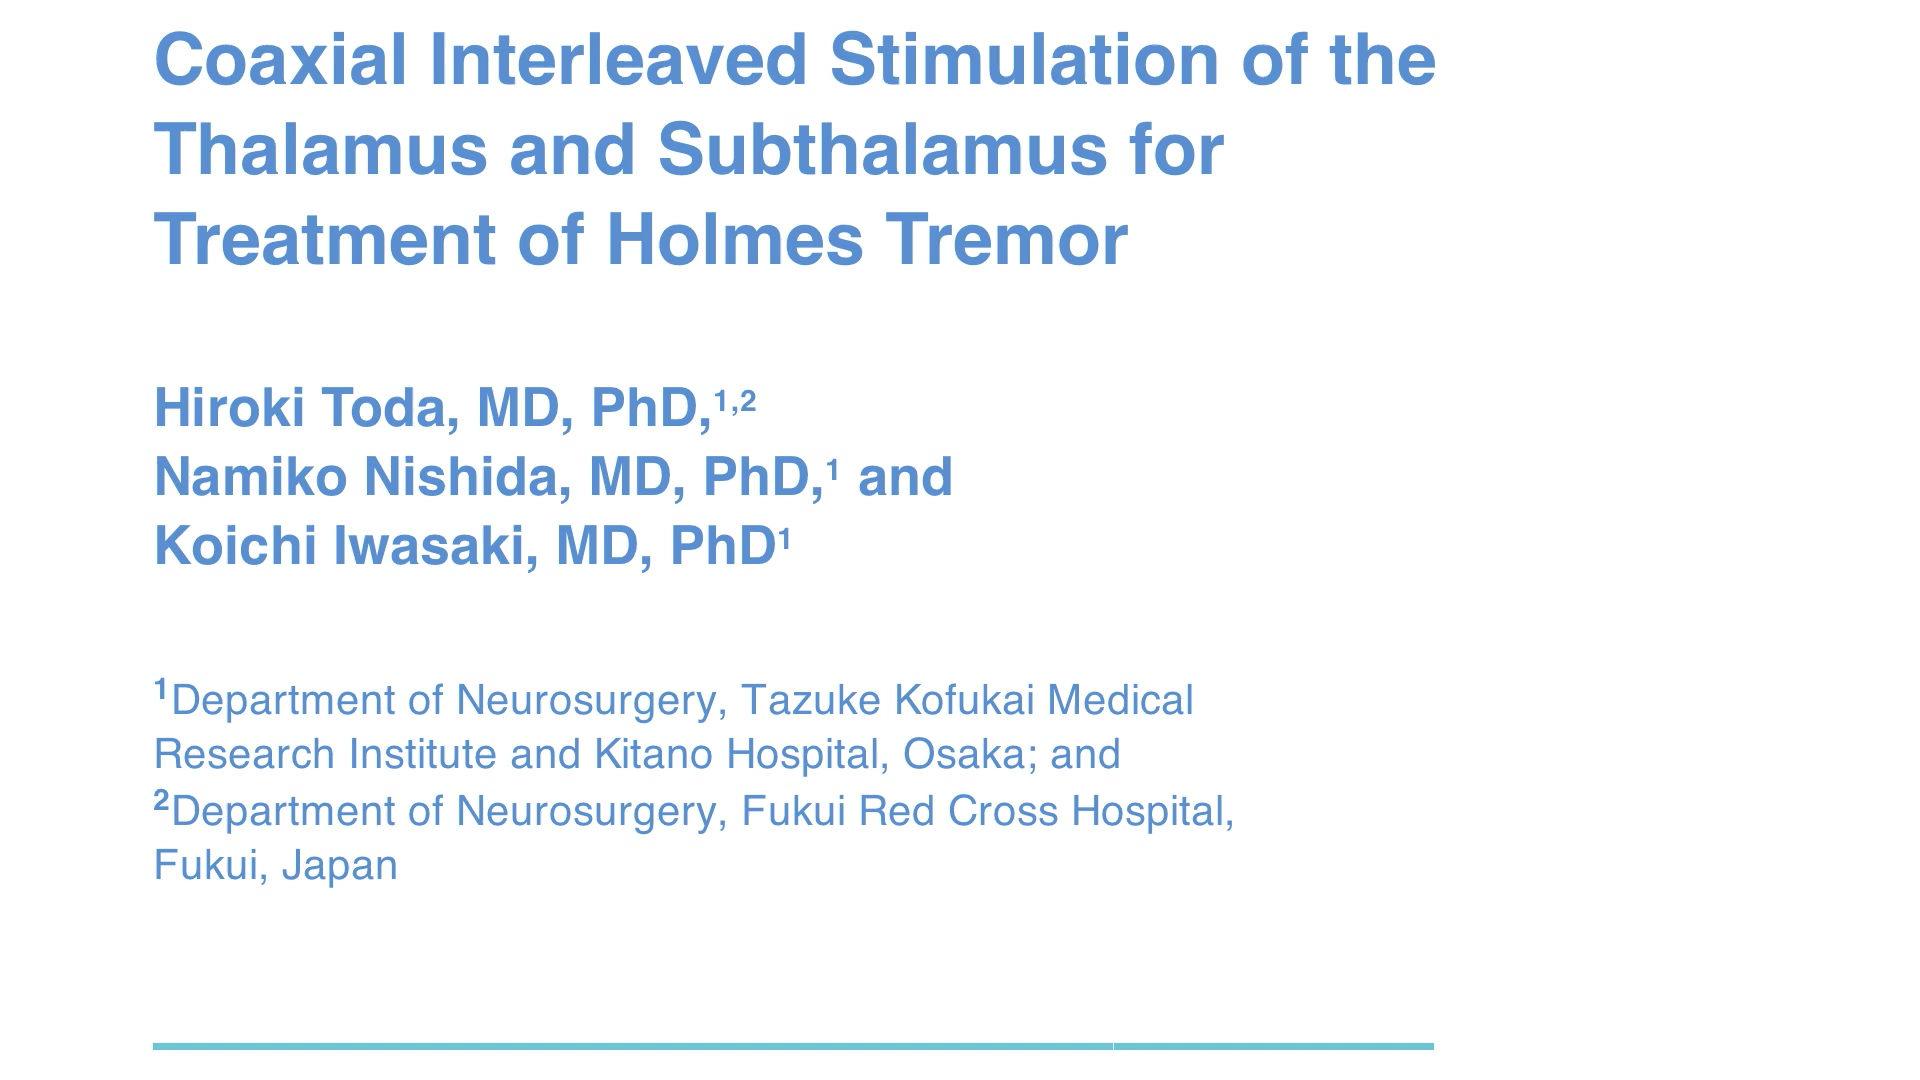 Coaxial Interleaved Stimulation of the
Thalamus and Subthalamus for
Treatment of Holmes Tremor
Hiroki Toda, MD, PhD,1,2
Namiko Nishida, MD, PhD,1 and
Koichi Iwasaki, MD, PhD1
1Department of Neurosurgery, Tazuke Kofukai Medical
Research Institute and Kitano Hospital, Osaka; and
2Department of Neurosurgery, Fukui Red Cross Hospital,
Fukui, Japan